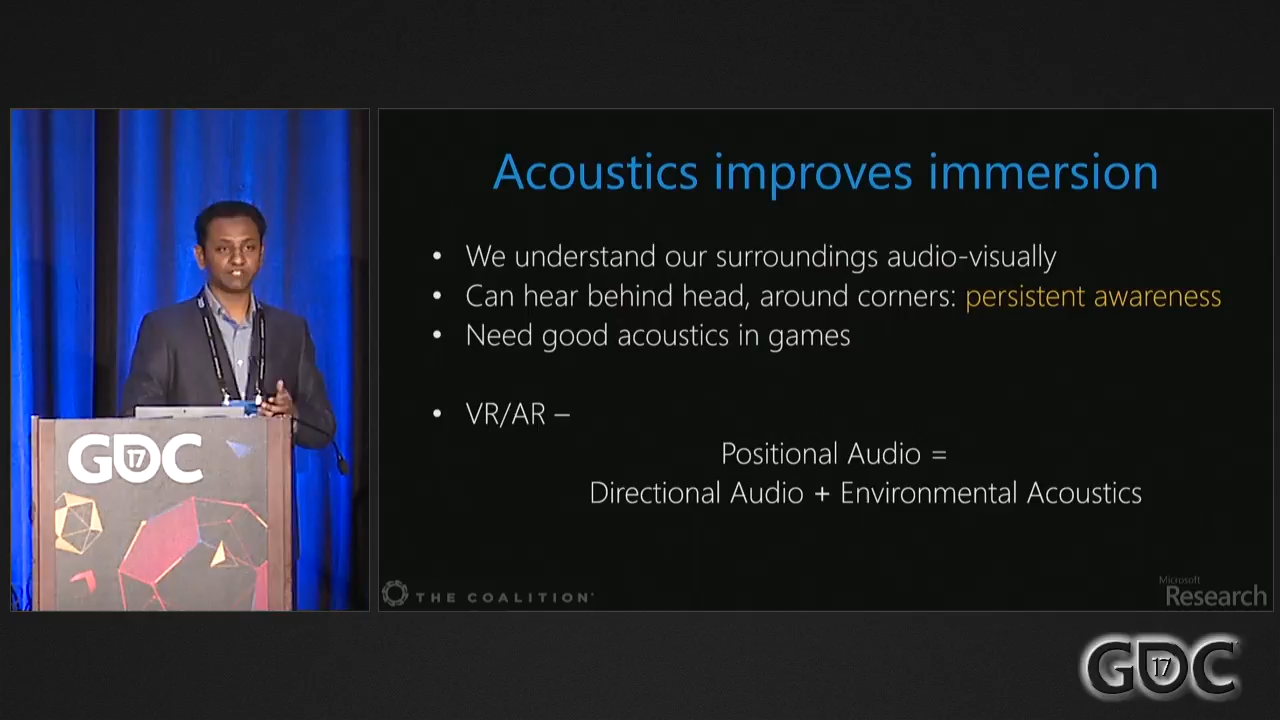 Acoustics improves immersion
• We understand our surroundings audio-visually
• Can hear behind head, around corners: persistent awareness
• Need good acoustics in games
• VR/AR –
Positional Audio =
Directional Audio + Environmental Acoustics
THE COALITION
Microsoft
Research
GDC
17
GDC
17